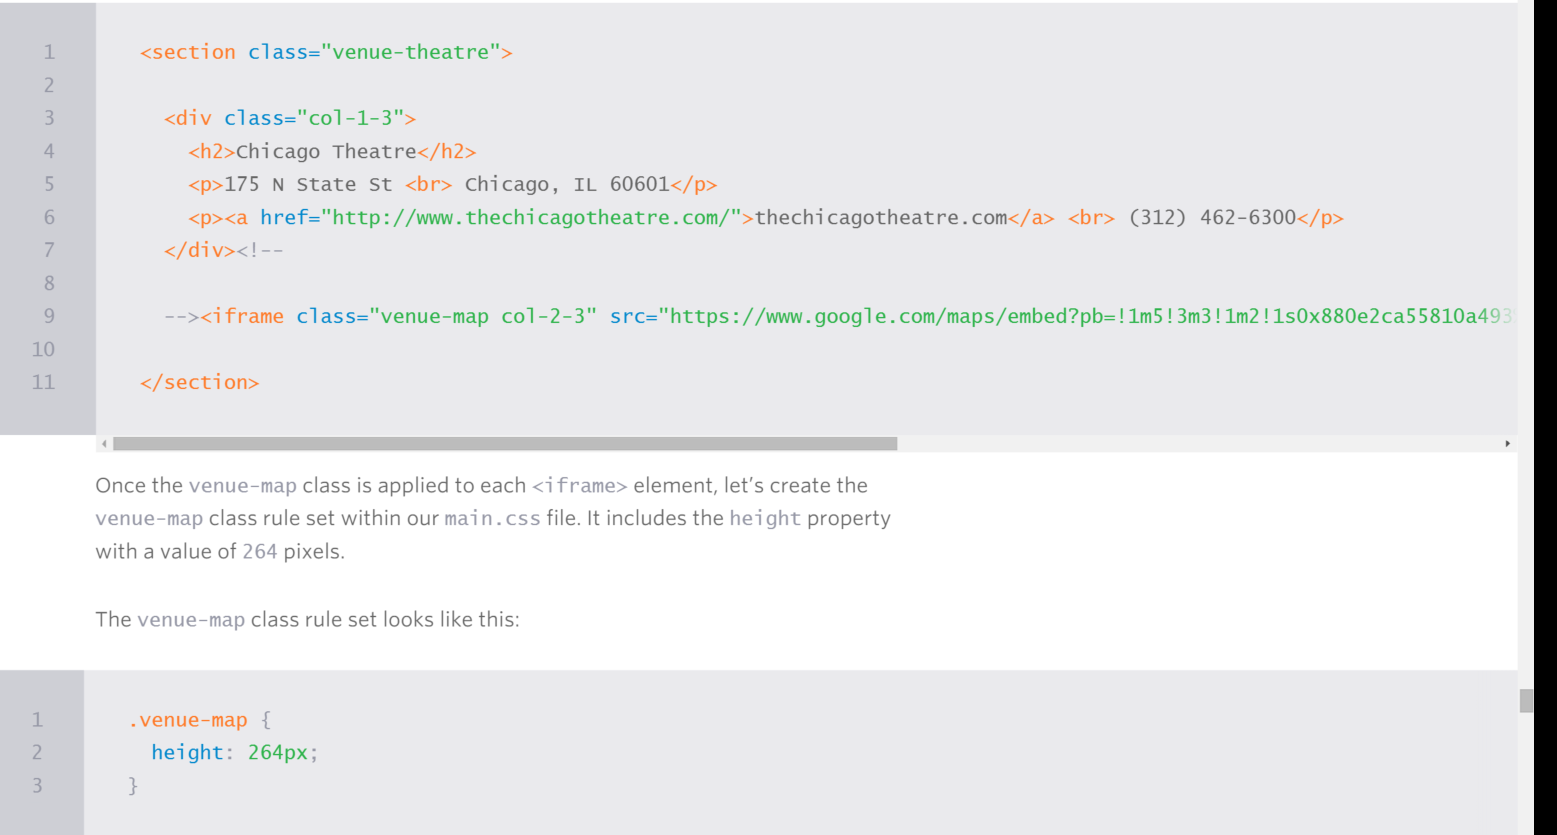 1 <section class="venue-theatre">
2
3 <div class="col-1-3">
4 <h2>Chicago Theatre</h2>
5 <p>175 N State St <br> Chicago, IL 60601</p>
6 <p><a href="http://www.thechicagotheatre.com/">thechicagotheatre.com</a> <br> (312) 462-6300</p>
7 </div><!--
8
9 --><iframe class="venue-map col-2-3" src="https://www.google.com/maps/embed?pb=!1m5!3m3!1m2!1s0x880e2ca55810a493
10
11 </section>
Once the venue-map class is applied to each <iframe> element, let’s create the
venue-map class rule set within our main.css file. It includes the height property
with a value of 264 pixels.
The venue-map class rule set looks like this:
1 .venue-map {
2 height: 264px;
3 }